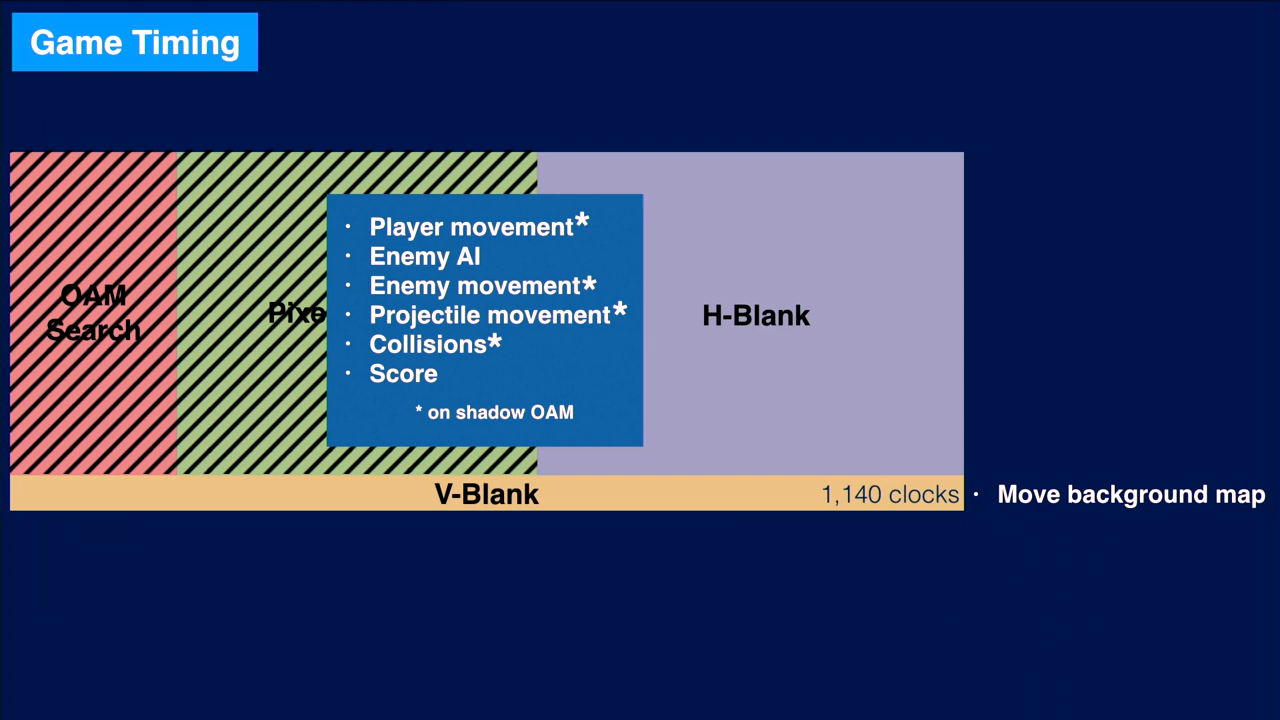 Game Timing
OAM
Search
Pixe
· Player movement*
· Enemy AI
· Enemy movement*
· Projectile movement*
· Collisions*
· Score
* on shadow OAM
H-Blank
V-Blank
1,140 clocks
· Move background map